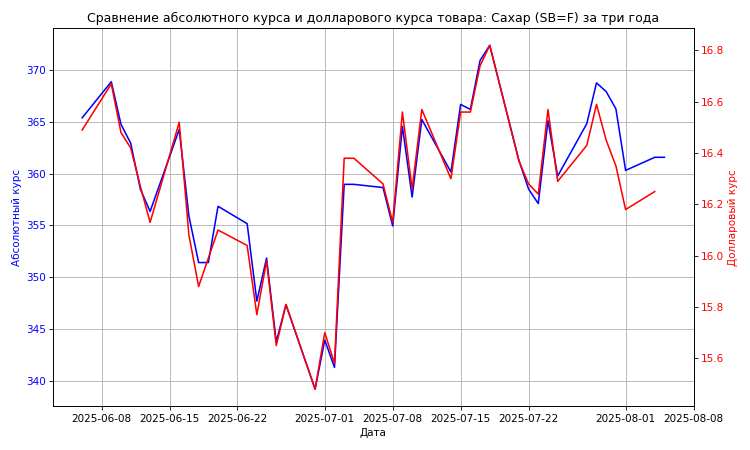 Сравнение абсолютного курса и долларового курса товара: Сахар (SB=F) за три года
370
365
360
355
350
345
340
Абсолютный курс
16.8
16.6
16.4
16.2
16.0
15.8
15.6
Долларовый курс
2025-06-08 2025-06-15 2025-06-22 2025-07-01 2025-07-08 2025-07-15 2025-07-22 2025-08-01 2025-08-08
Дата